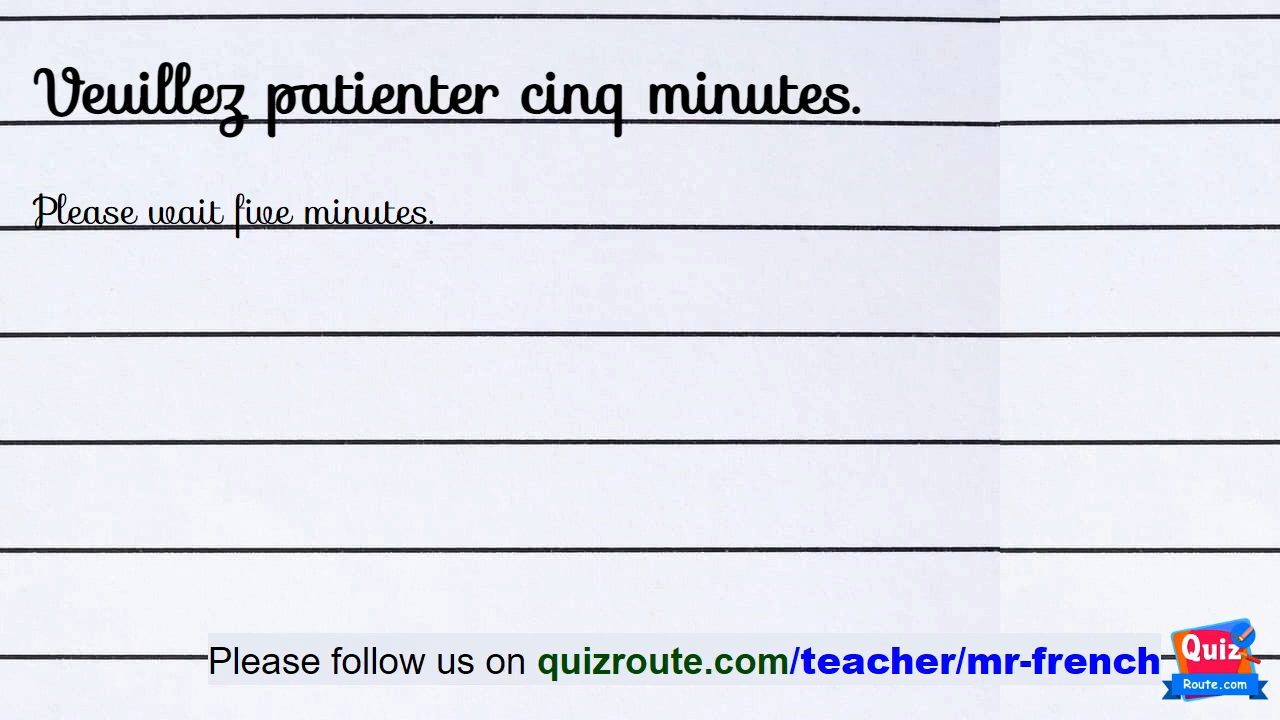 Veuillez patienter cinq minutes.
Please wait five minutes.
Please follow us on quizroute.com/teacher/mr-french
Quiz
Route.com